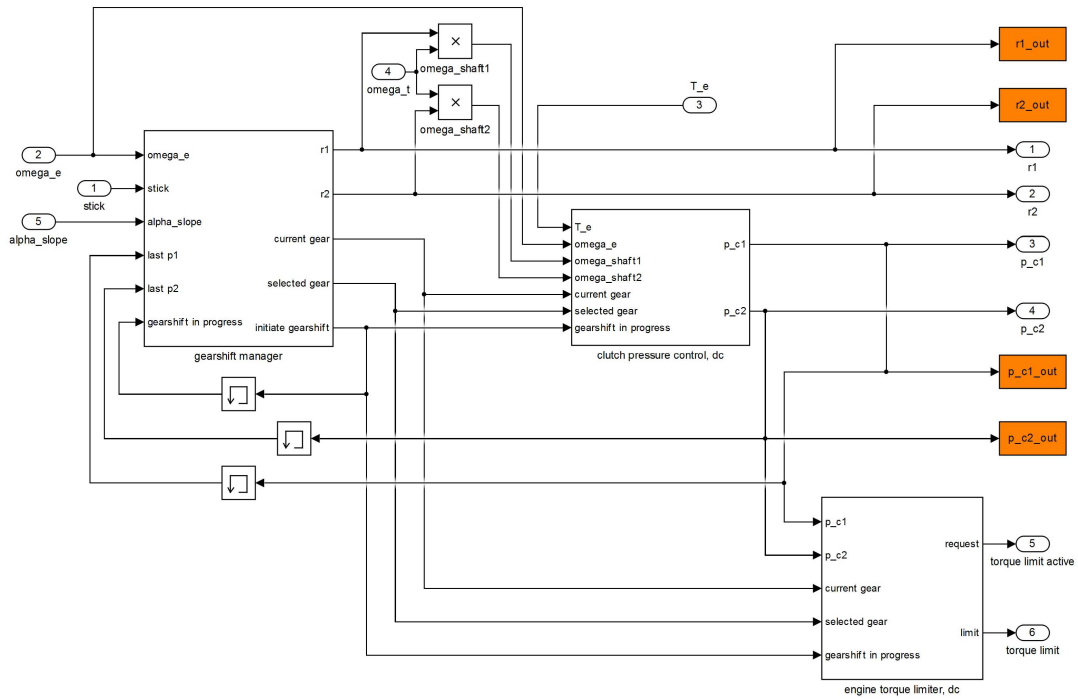 r1_out
×
omega_shaft1
4
omega_t
T_e
3
×
omega_shaft2
r2_out
2
omega_e
1
stick
5
alpha_slope
omega_e
stick
alpha_slope
last p1
last p2
gearshift in progress
r1
r2
current gear
selected gear
initiate gearshift
gearshift manager
1
r1
2
r2
T_e
omega_e
omega_shaft1
omega_shaft2
current gear
selected gear
gearshift in progress
p_c1
p_c2
clutch pressure control, dc
3
p_c1
4
p_c2
p_c1_out
p_c2_out
p_c1
p_c2
current gear
selected gear
gearshift in progress
request
limit
engine torque limiter, dc
5
torque limit active
6
torque limit